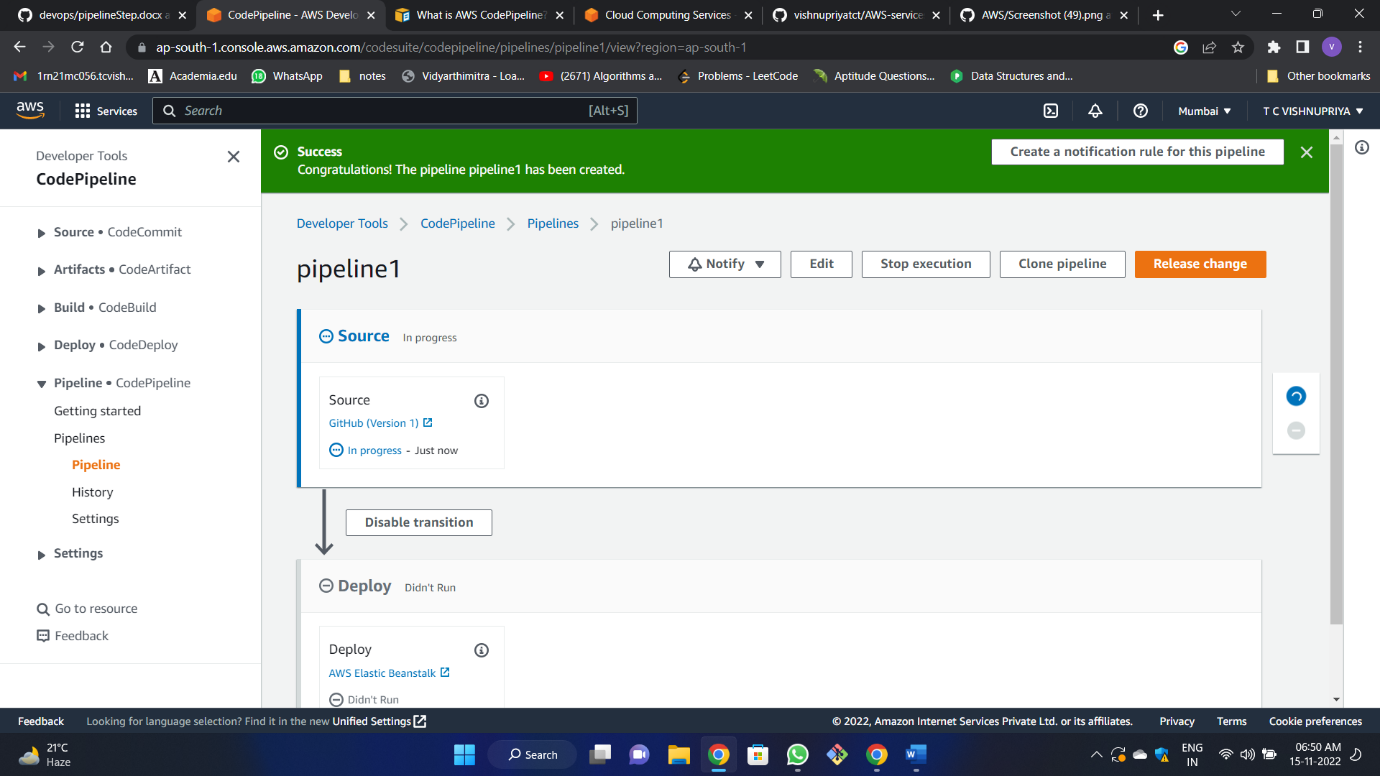 devops/pipelineStep.docx a
CodePipeline - AWS Develo
What is AWS CodePipeline?
Cloud Computing Services
vishnupriyatct/AWS-service
AWS/Screenshot (49).png a
ap-south-1.console.aws.amazon.com/codesuite/codepipeline/pipelines/pipeline1/view?region=ap-south-1
V
1rn21mc056.tcvish...
Academia.edu
WhatsApp
notes
Vidyarthimitra - Loa...
(2671) Algorithms a...
Problems - LeetCode
Aptitude Questions...
Data Structures and...
Other bookmarks
aws
Services
Search
[Alt+S]
Mumbai
T C VISHNUPRIYA
Developer Tools
CodePipeline
Source • CodeCommit
Artifacts • CodeArtifact
Build • CodeBuild
Deploy • CodeDeploy
Pipeline • CodePipeline
Getting started
Pipelines
Pipeline
History
Settings
Settings
Go to resource
Feedback
Success
Congratulations! The pipeline pipeline1 has been created.
Create a notification rule for this pipeline
Developer Tools
CodePipeline
Pipelines
pipeline1
pipeline1
Notify
Edit
Stop execution
Clone pipeline
Release change
Source In progress
Source
GitHub (Version 1)
In progress - Just now
Disable transition
Deploy Didn't Run
Deploy
AWS Elastic Beanstalk
Didn't Run
Feedback
Looking for language selection? Find it in the new Unified Settings
© 2022, Amazon Internet Services Private Ltd. or its affiliates.
Privacy
Terms
Cookie preferences
21°C
Haze
Search
ENG
IN
06:50 AM
15-11-2022